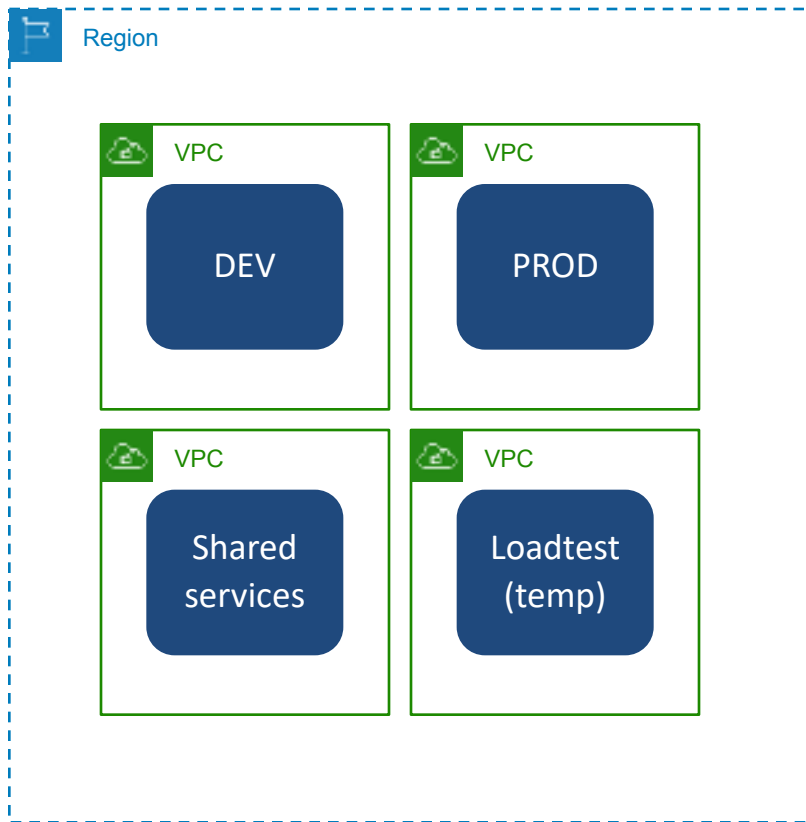 Region
VPC
VPC
DEV
PROD
VPC
VPC
Shared
services
Loadtest
(temp)